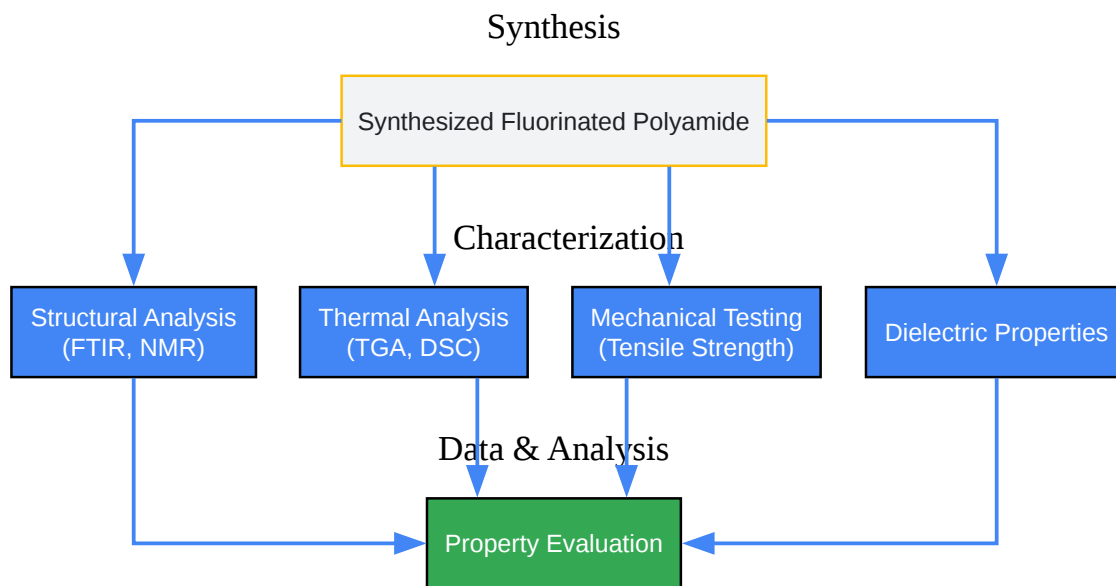 Synthesis
Synthesized Fluorinated Polyamide
Characterization
Structural Analysis
(FTIR, NMR)
Thermal Analysis
(TGA, DSC)
Mechanical Testing
(Tensile Strength)
Dielectric Properties
Data & Analysis
Property Evaluation